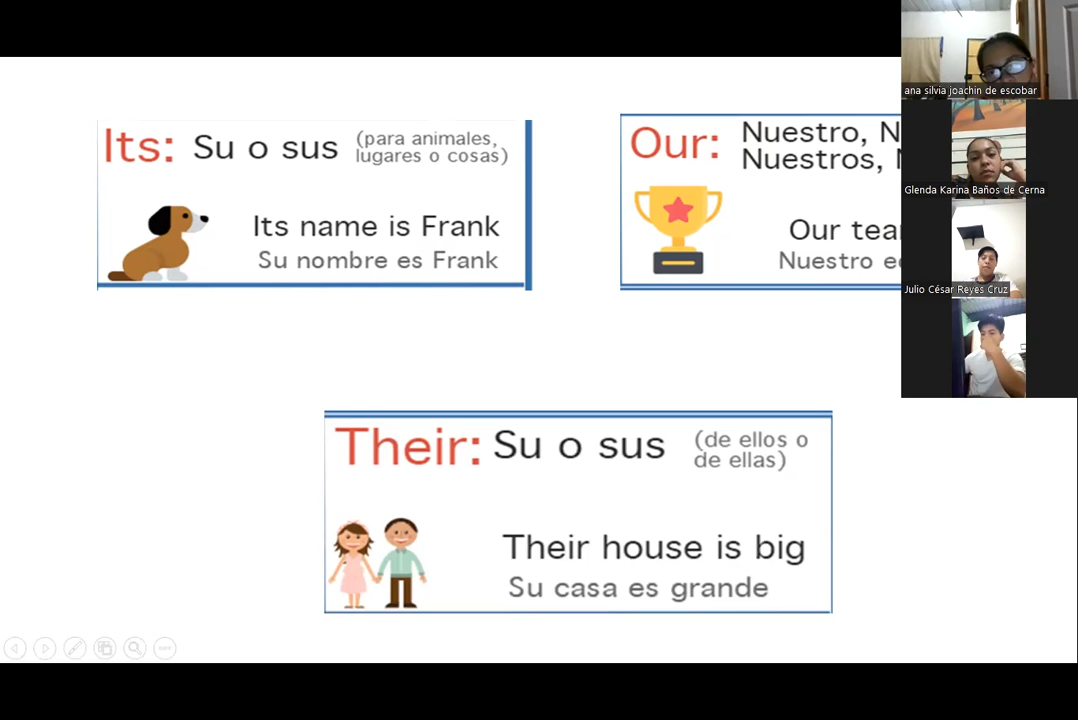 Its: Su o sus (para animales,
lugares o cosas)
Its name is Frank
Su nombre es Frank
Our: Nuestro,
Nuestros,
Our
Nuestro
Their: Su o sus (de ellos o
de ellas)
Their house is big
Su casa es grande
ana silvia joachin de escobar
Glenda Karina Baños de Cerna
Julio César Reyes Cruz